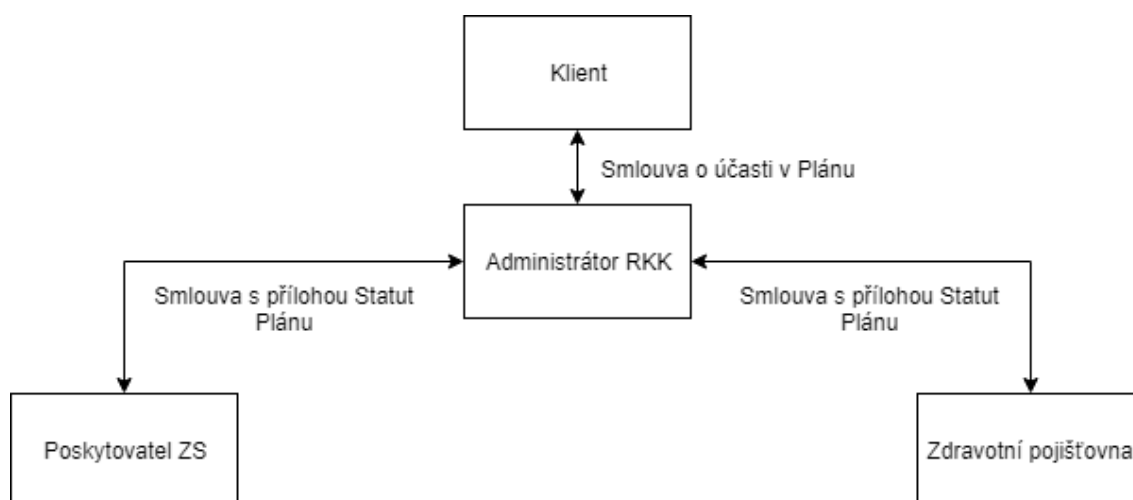 Klient
Smlouva o účasti v Plánu
Administrátor RKK
Smlouva s přílohou Statut
Plánu
Smlouva s přílohou Statut
Plánu
Poskytovatel ZS
Zdravotní pojišťovna